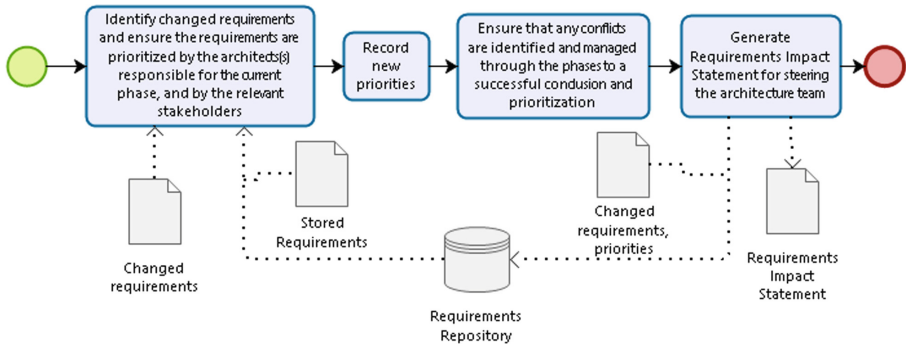 Identify changed requirements
and ensure the requirements are
prioritized by the architects(s)
responsible for the current
phase, and by the relevant
stakeholders
Record
new
priorities
Ensure that any conflicts
are identified and managed
through the phases to a
successful conclusion and
prioritization
Generate
Requirements Impact
Statement for steering
the architecture team
Changed
requirements
Stored
Requirements
Requirements
Repository
Changed
requirements,
priorities
Requirements
Impact
Statement